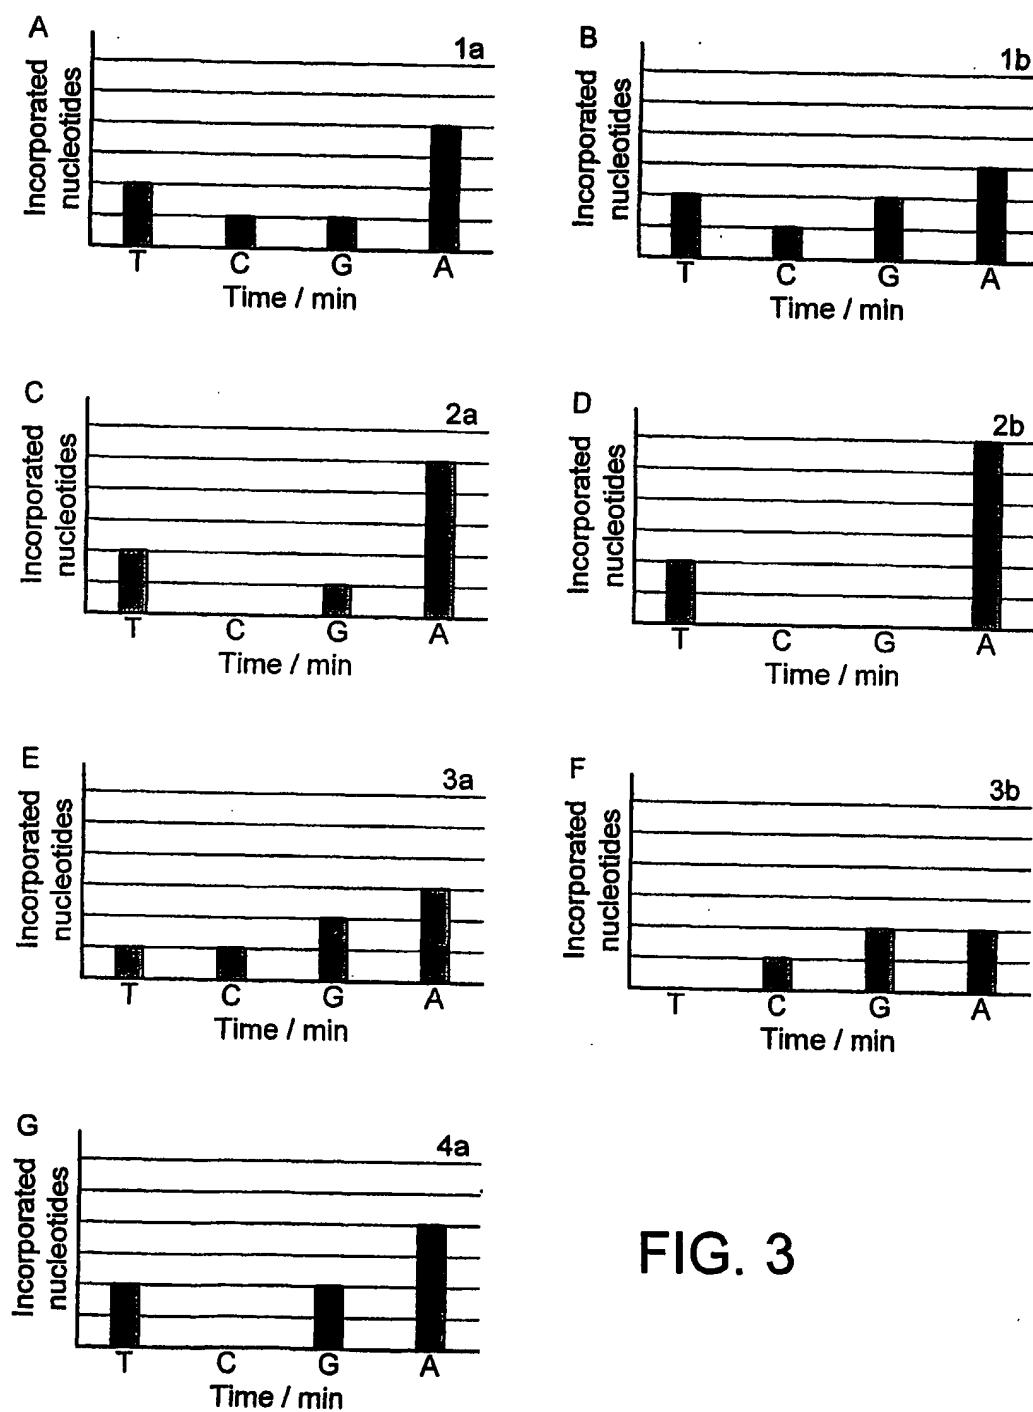 A
1a
Incorporated
nucleotides
T C G A
Time / min
B
1b
Incorporated
nucleotides
T C G A
Time / min
C
2a
Incorporated
nucleotides
T C G A
Time / min
D
2b
Incorporated
nucleotides
T C G A
Time / min
E
3a
Incorporated
nucleotides
T C G A
Time / min
F
3b
Incorporated
nucleotides
T C G A
Time / min
G
4a
Incorporated
nucleotides
T C G A
Time / min
FIG. 3